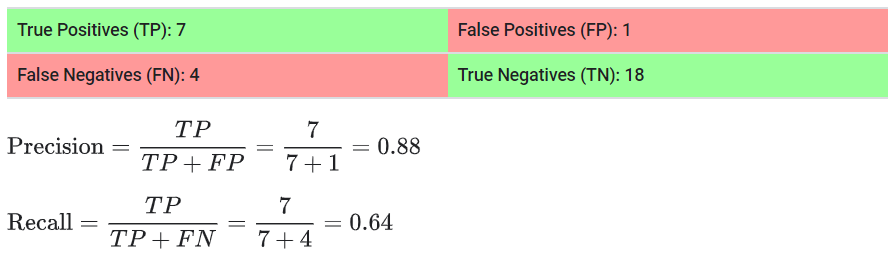 True Positives (TP): 7 False Positives (FP): 1
False Negatives (FN): 4 True Negatives (TN): 18
Precision = TP / (TP + FP) = 7 / (7 + 1) = 0.88
Recall = TP / (TP + FN) = 7 / (7 + 4) = 0.64